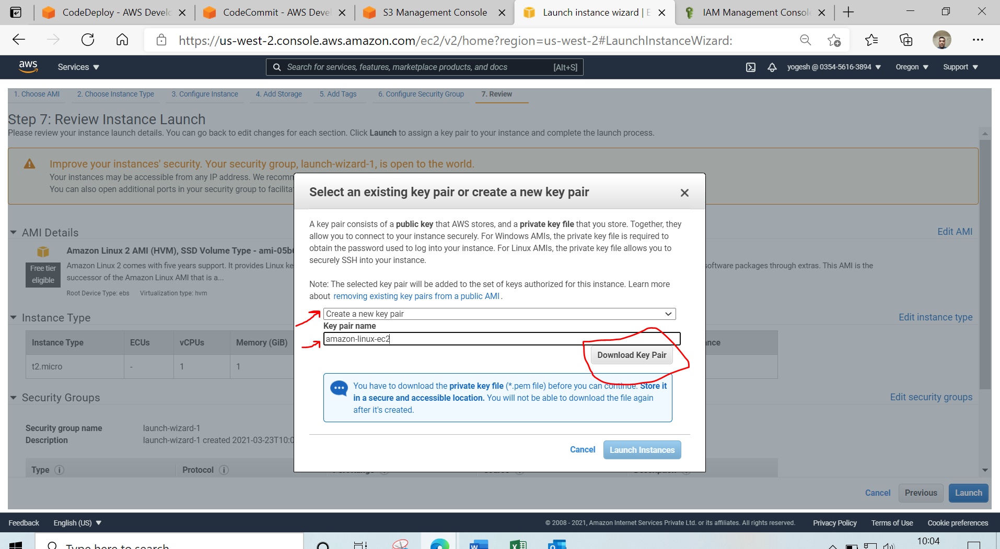 CodeDeploy - AWS Develo
CodeCommit - AWS Devel
S3 Management Console
Launch instance wizard | E
IAM Management Console
https://us-west-2.console.aws.amazon.com/ec2/v2/home?region=us-west-2#LaunchInstanceWizard:
aws
Services
Search for services, features, marketplace products, and docs
[Alt+S]
yogesh @ 0354-5616-3894
Oregon
Support
1. Choose AMI
2. Choose Instance Type
3. Configure Instance
4. Add Storage
5. Add Tags
6. Configure Security Group
7. Review
Step 7: Review Instance Launch
Please review your instance launch details. You can go back to edit changes for each section. Click Launch to assign a key pair to your instance and complete the launch process.
Improve your instances' security. Your security group, launch-wizard-1, is open to the world.
Your instances may be accessible from any IP address. We recomm
You can also open additional ports in your security group to facilita
AMI Details
Edit AMI
Amazon Linux 2 AMI (HVM), SSD Volume Type - ami-05b6
Free tier
eligible
Amazon Linux 2 comes with five years support. It provides Linux ke
software packages through extras. This AMI is the
successor of the Amazon Linux AMI that is a...
Root Device Type: ebs
Virtualization type: hvm
Instance Type
Edit instance type
Instance Type
ECUs
vCPUs
Memory (GiB)
nce
t2.micro
-
1
1
Security Groups
Edit security groups
Security group name
launch-wizard-1
Description
launch-wizard-1 created 2021-03-23T10:0
Type
Protocol
Select an existing key pair or create a new key pair
A key pair consists of a public key that AWS stores, and a private key file that you store. Together, they
allow you to connect to your instance securely. For Windows AMIs, the private key file is required to
obtain the password used to log into your instance. For Linux AMIs, the private key file allows you to
securely SSH into your instance.
Note: The selected key pair will be added to the set of keys authorized for this instance. Learn more
about removing existing key pairs from a public AMI.
Create a new key pair
Key pair name
amazon-linux-ec2
Download Key Pair
You have to download the private key file (*.pem file) before you can continue. Store it
in a secure and accessible location. You will not be able to download the file again
after it's created.
Cancel
Launch Instances
Cancel
Previous
Launch
Feedback
English (US)
© 2008 - 2021, Amazon Internet Services Private Ltd. or its affiliates. All rights reserved.
Privacy Policy
Terms of Use
Cookie preferences
Type here to search
10:04